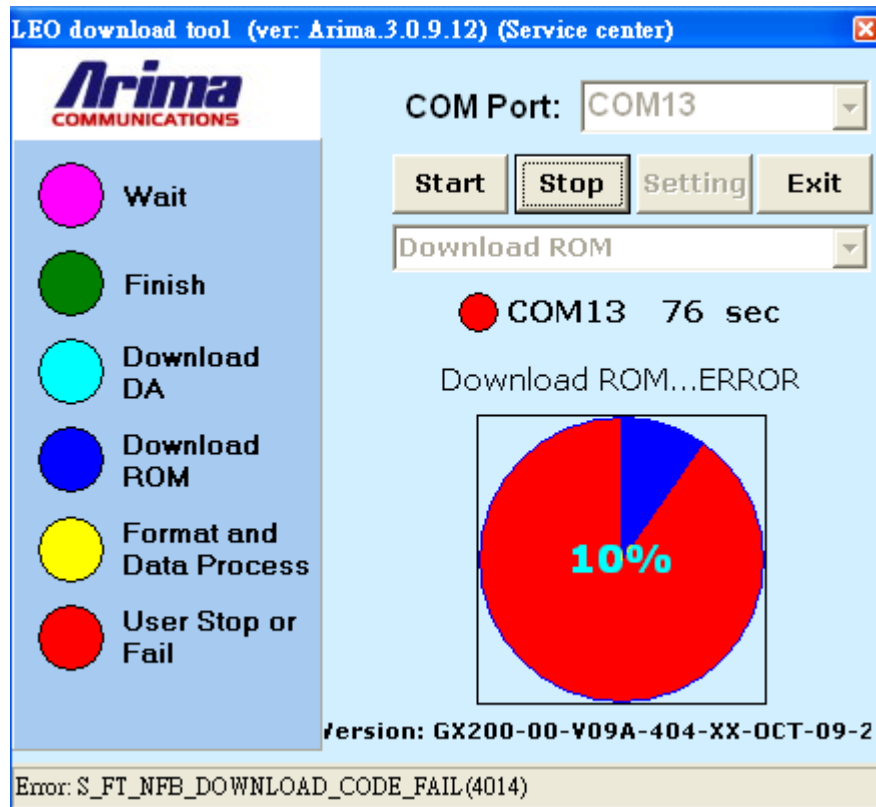 LEO download tool (ver: Arima.3.0.9.12) (Service center)
Arima
COMMUNICATIONS
COM Port: COM13
Start Stop Setting Exit
Download ROM
COM13 76 sec
Download ROM...ERROR
10%
Wait
Finish
Download
DA
Download
ROM
Format and
Data Process
User Stop or
Fail
Version: GX200-00-V09A-404-XX-OCT-09-2
Error: S_FT_NFB_DOWNLOAD_CODE_FAIL(4014)